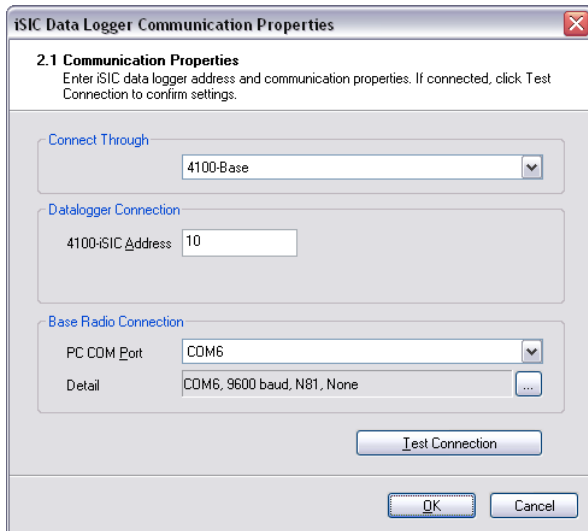 iSIC Data Logger Communication Properties
2.1 Communication Properties
Enter iSIC data logger address and communication properties. If connected, click Test
Connection to confirm settings.
Connect Through
4100-Base
Datalogger Connection
4100-iSIC Address 10
Base Radio Connection
PC COM Port COM6
Detail COM6, 9600 baud, N81, None ...
Test Connection
OK Cancel